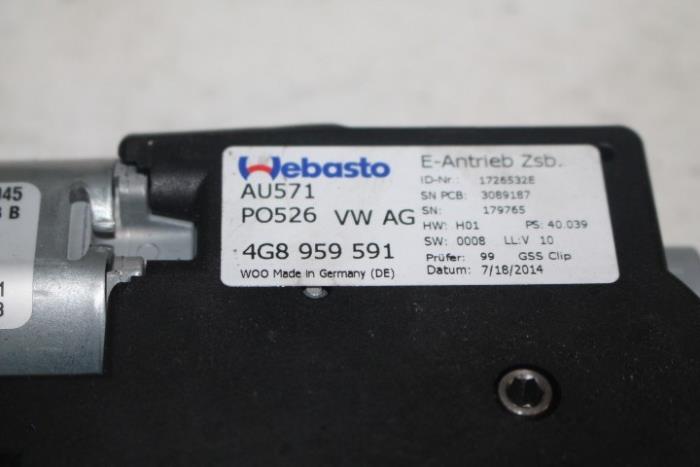 045
B B
Webasto
E-Antrieb Zsb.
AU571
ID-Nr.: 1726532E
SN PCB: 3089187
PO526 VW AG
SN: 179765
HW: H01 PS: 40.039
4G8 959 591
SW: 0008 LL:V 10
Prüfer: 99 GSS Clip
WOO Made in Germany (DE)
Datum: 7/18/2014